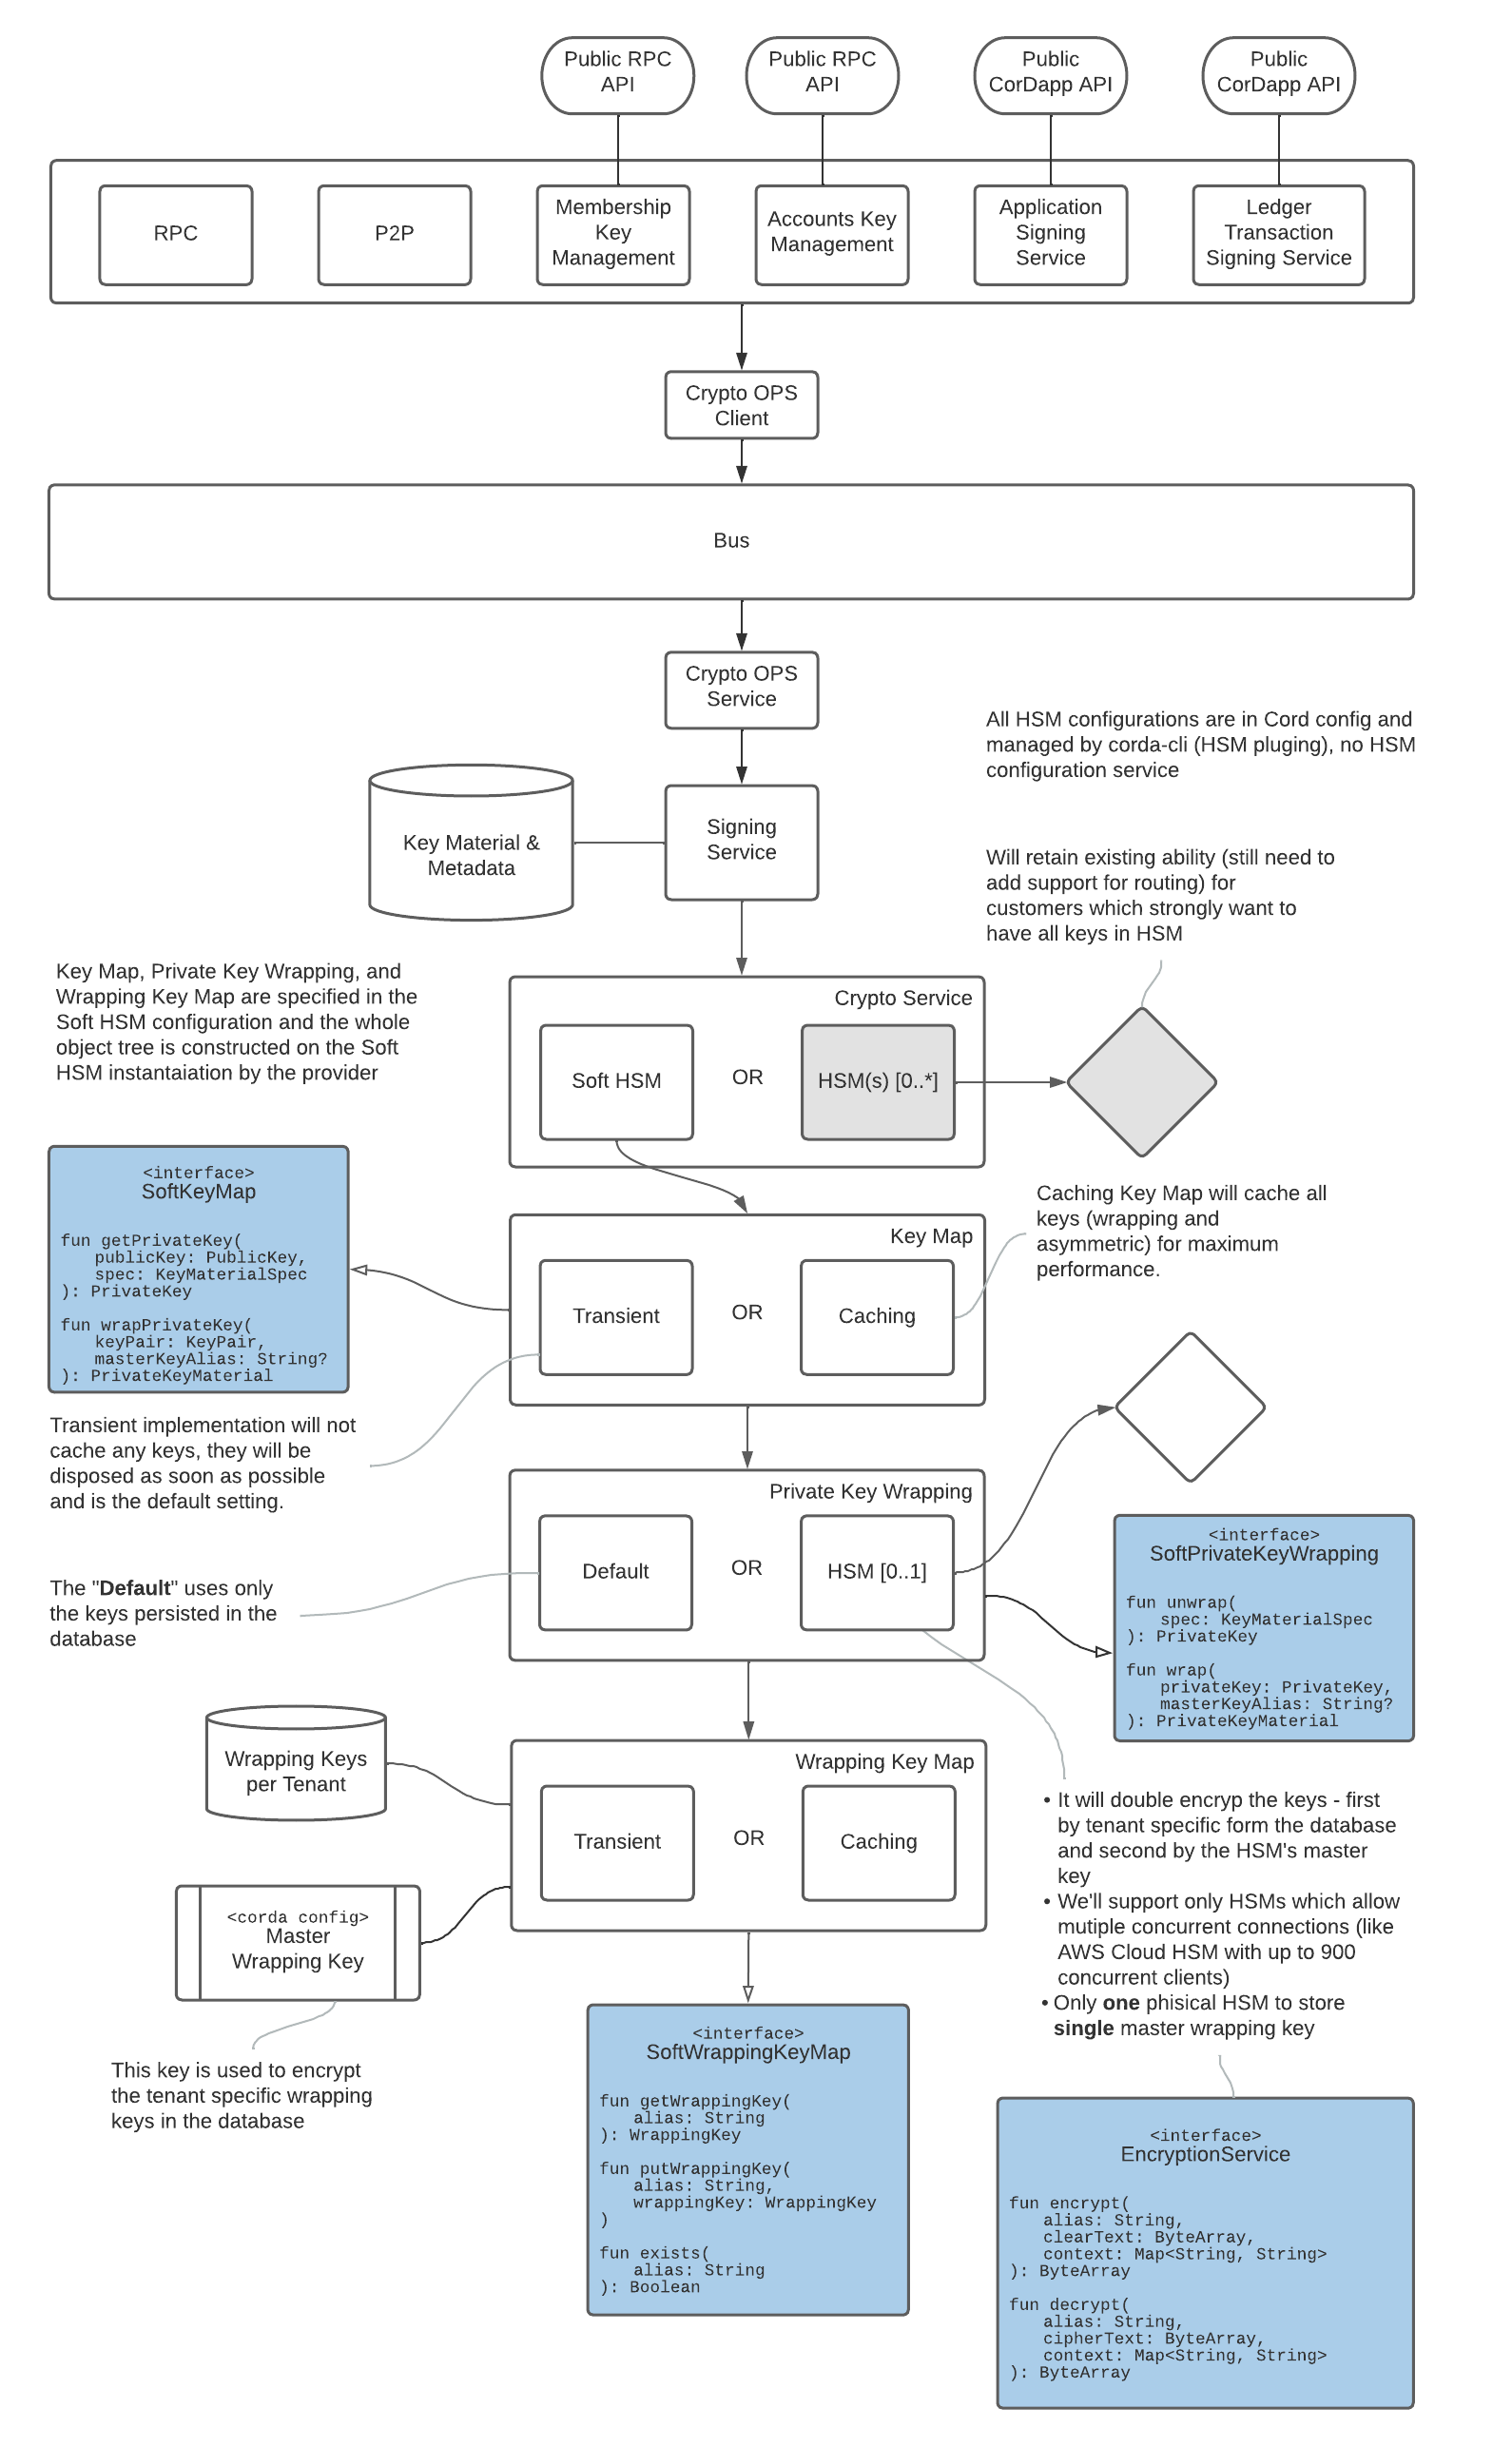 Public RPC
API
Public RPC
API
Public
CorDapp API
Public
CorDapp API
RPC
P2P
Membership
Key
Management
Accounts Key
Management
Application
Signing
Service
Ledger
Transaction
Signing Service
Crypto OPS
Client
Bus
Crypto OPS
Service
All HSM configurations are in Cord config and
managed by corda-cli (HSM pluging), no HSM
configuration service
Key Material &
Metadata
Signing
Service
Will retain existing ability (still need to
add support for routing) for
customers which strongly want to
have all keys in HSM
Key Map, Private Key Wrapping, and
Wrapping Key Map are specified in the
Soft HSM configuration and the whole
object tree is constructed on the Soft
HSM instantaiation by the provider
Crypto Service
Soft HSM
OR
HSM(s) [0..*]
<interface>
SoftKeyMap
fun getPrivateKey(
publicKey: PublicKey,
spec: KeyMaterialSpec
): PrivateKey
fun wrapPrivateKey(
keyPair: KeyPair,
masterKeyAlias: String?
): PrivateKeyMaterial
Key Map
Transient
OR
Caching
Caching Key Map will cache all
keys (wrapping and
asymmetric) for maximum
performance.
Transient implementation will not
cache any keys, they will be
disposed as soon as possible
and is the default setting.
Private Key Wrapping
Default
OR
HSM [0..1]
The "Default" uses only
the keys persisted in the
database
<interface>
SoftPrivateKeyWrapping
fun unwrap(
spec: KeyMaterialSpec
): PrivateKey
fun wrap(
privateKey: PrivateKey,
masterKeyAlias: String?
): PrivateKeyMaterial
Wrapping Keys
per Tenant
Wrapping Key Map
Transient
OR
Caching
<corda config>
Master
Wrapping Key
This key is used to encrypt
the tenant specific wrapping
keys in the database
• It will double encryp the keys - first
by tenant specific form the database
and second by the HSM's master
key
• We'll support only HSMs which allow
mutiple concurrent connections (like
AWS Cloud HSM with up to 900
concurrent clients)
• Only one phisical HSM to store
single master wrapping key
<interface>
SoftWrappingKeyMap
fun getWrappingKey(
alias: String
): WrappingKey
fun putWrappingKey(
alias: String,
wrappingKey: WrappingKey
)
fun exists(
alias: String
): Boolean
<interface>
EncryptionService
fun encrypt(
alias: String,
clearText: ByteArray,
context: Map<String, String>
): ByteArray
fun decrypt(
alias: String,
cipherText: ByteArray,
context: Map<String, String>
): ByteArray